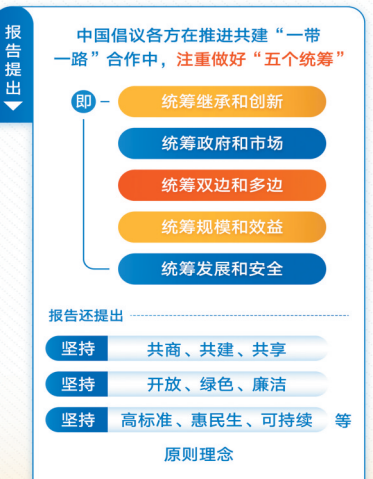 报告提出
中国倡议各方在推进共建“一带
一路”合作中，注重做好“五个统筹”
即
统筹继承和创新
统筹政府和市场
统筹双边和多边
统筹规模和效益
统筹发展和安全
报告还提出
坚持 共商、共建、共享
坚持 开放、绿色、廉洁
坚持 高标准、惠民生、可持续 等
原则理念